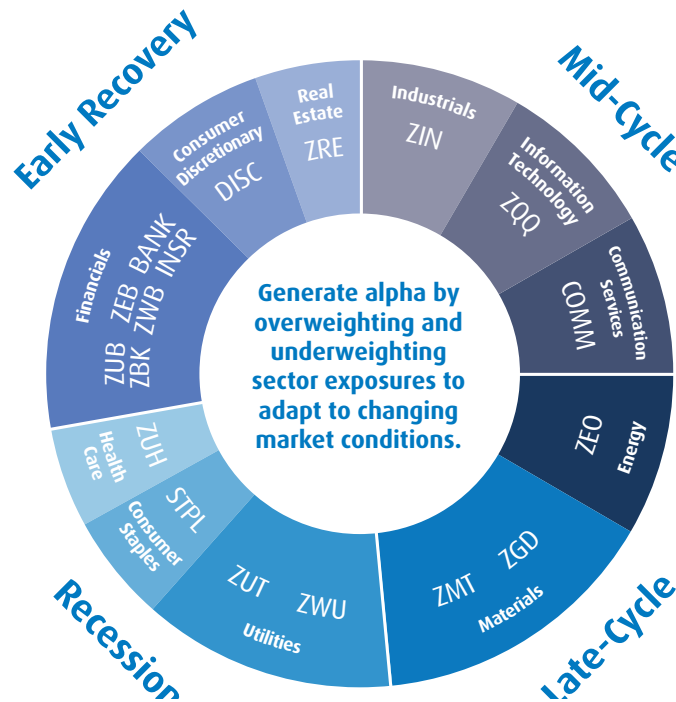 Early Recovery
Mid-Cycle
Real
Estate
ZRE
Industrials
ZIN
Consumer
Discretionary
DISC
Information
Technology
ZQQ
Financials
ZUB ZEB BANK
ZBK ZWB INSR
Communication
Services
COMM
Generate alpha by
overweighting and
underweighting
sector exposures to
adapt to changing
market conditions.
Energy
ZEO
Health
Care
ZUH
Consumer
Staples
STPL
ZUT ZWU
Utilities
ZMT ZGD
Materials
Recession
Late-Cycle